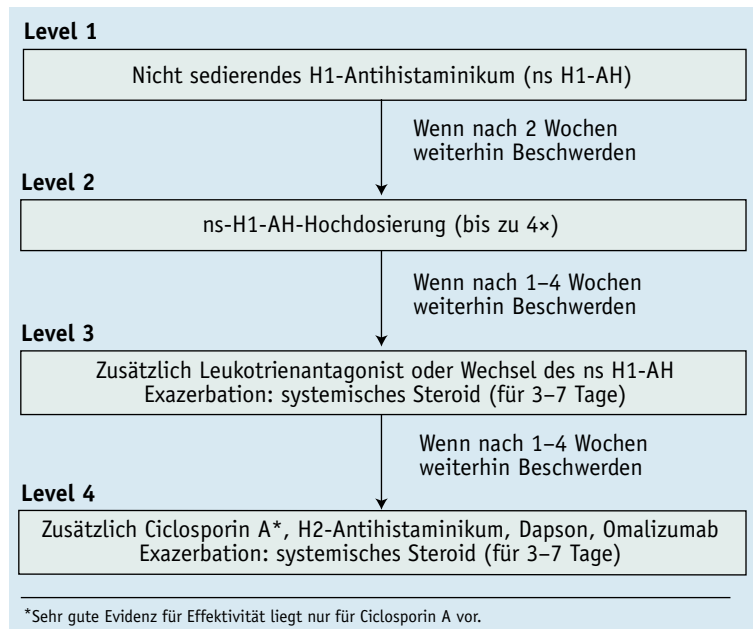 Level 1
Nicht sedierendes H1-Antihistaminikum (ns H1-AH)
Wenn nach 2 Wochen
weiterhin Beschwerden
Level 2
ns-H1-AH-Hochdosierung (bis zu 4×)
Wenn nach 1–4 Wochen
weiterhin Beschwerden
Level 3
Zusätzlich Leukotrienantagonist oder Wechsel des ns H1-AH
Exazerbation: systemisches Steroid (für 3–7 Tage)
Wenn nach 1–4 Wochen
weiterhin Beschwerden
Level 4
Zusätzlich Ciclosporin A*, H2-Antihistaminikum, Dapson, Omalizumab
Exazerbation: systemisches Steroid (für 3–7 Tage)
*Sehr gute Evidenz für Effektivität liegt nur für Ciclosporin A vor.